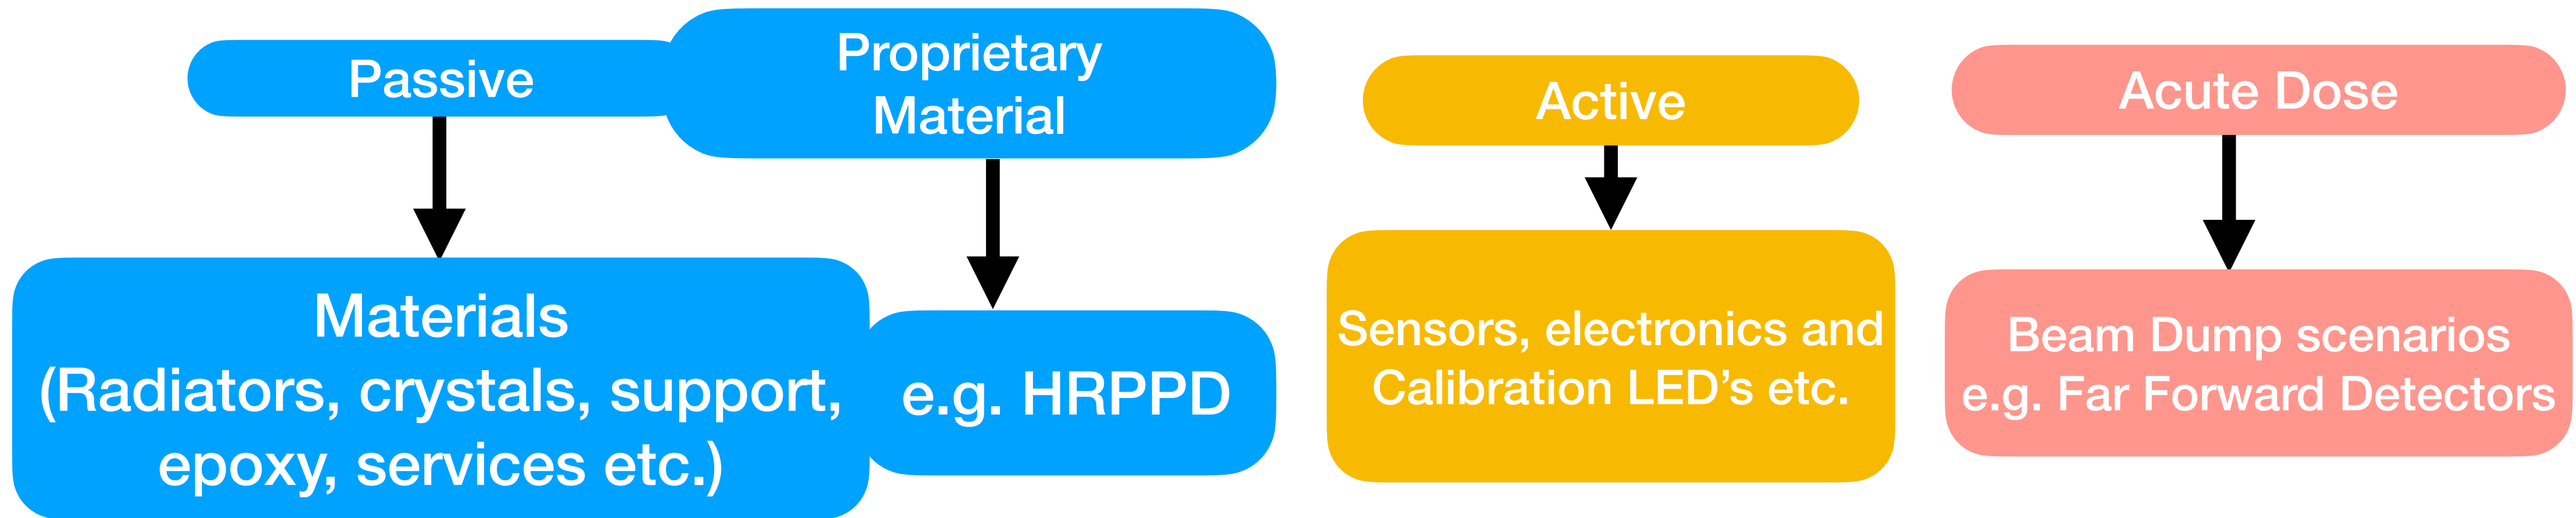 Passive
Proprietary
Material
Active
Acute Dose
Materials
(Radiators, crystals, support,
epoxy, services etc.)
e.g. HRPPD
Sensors, electronics and
Calibration LED’s etc.
Beam Dump scenarios
e.g. Far Forward Detectors